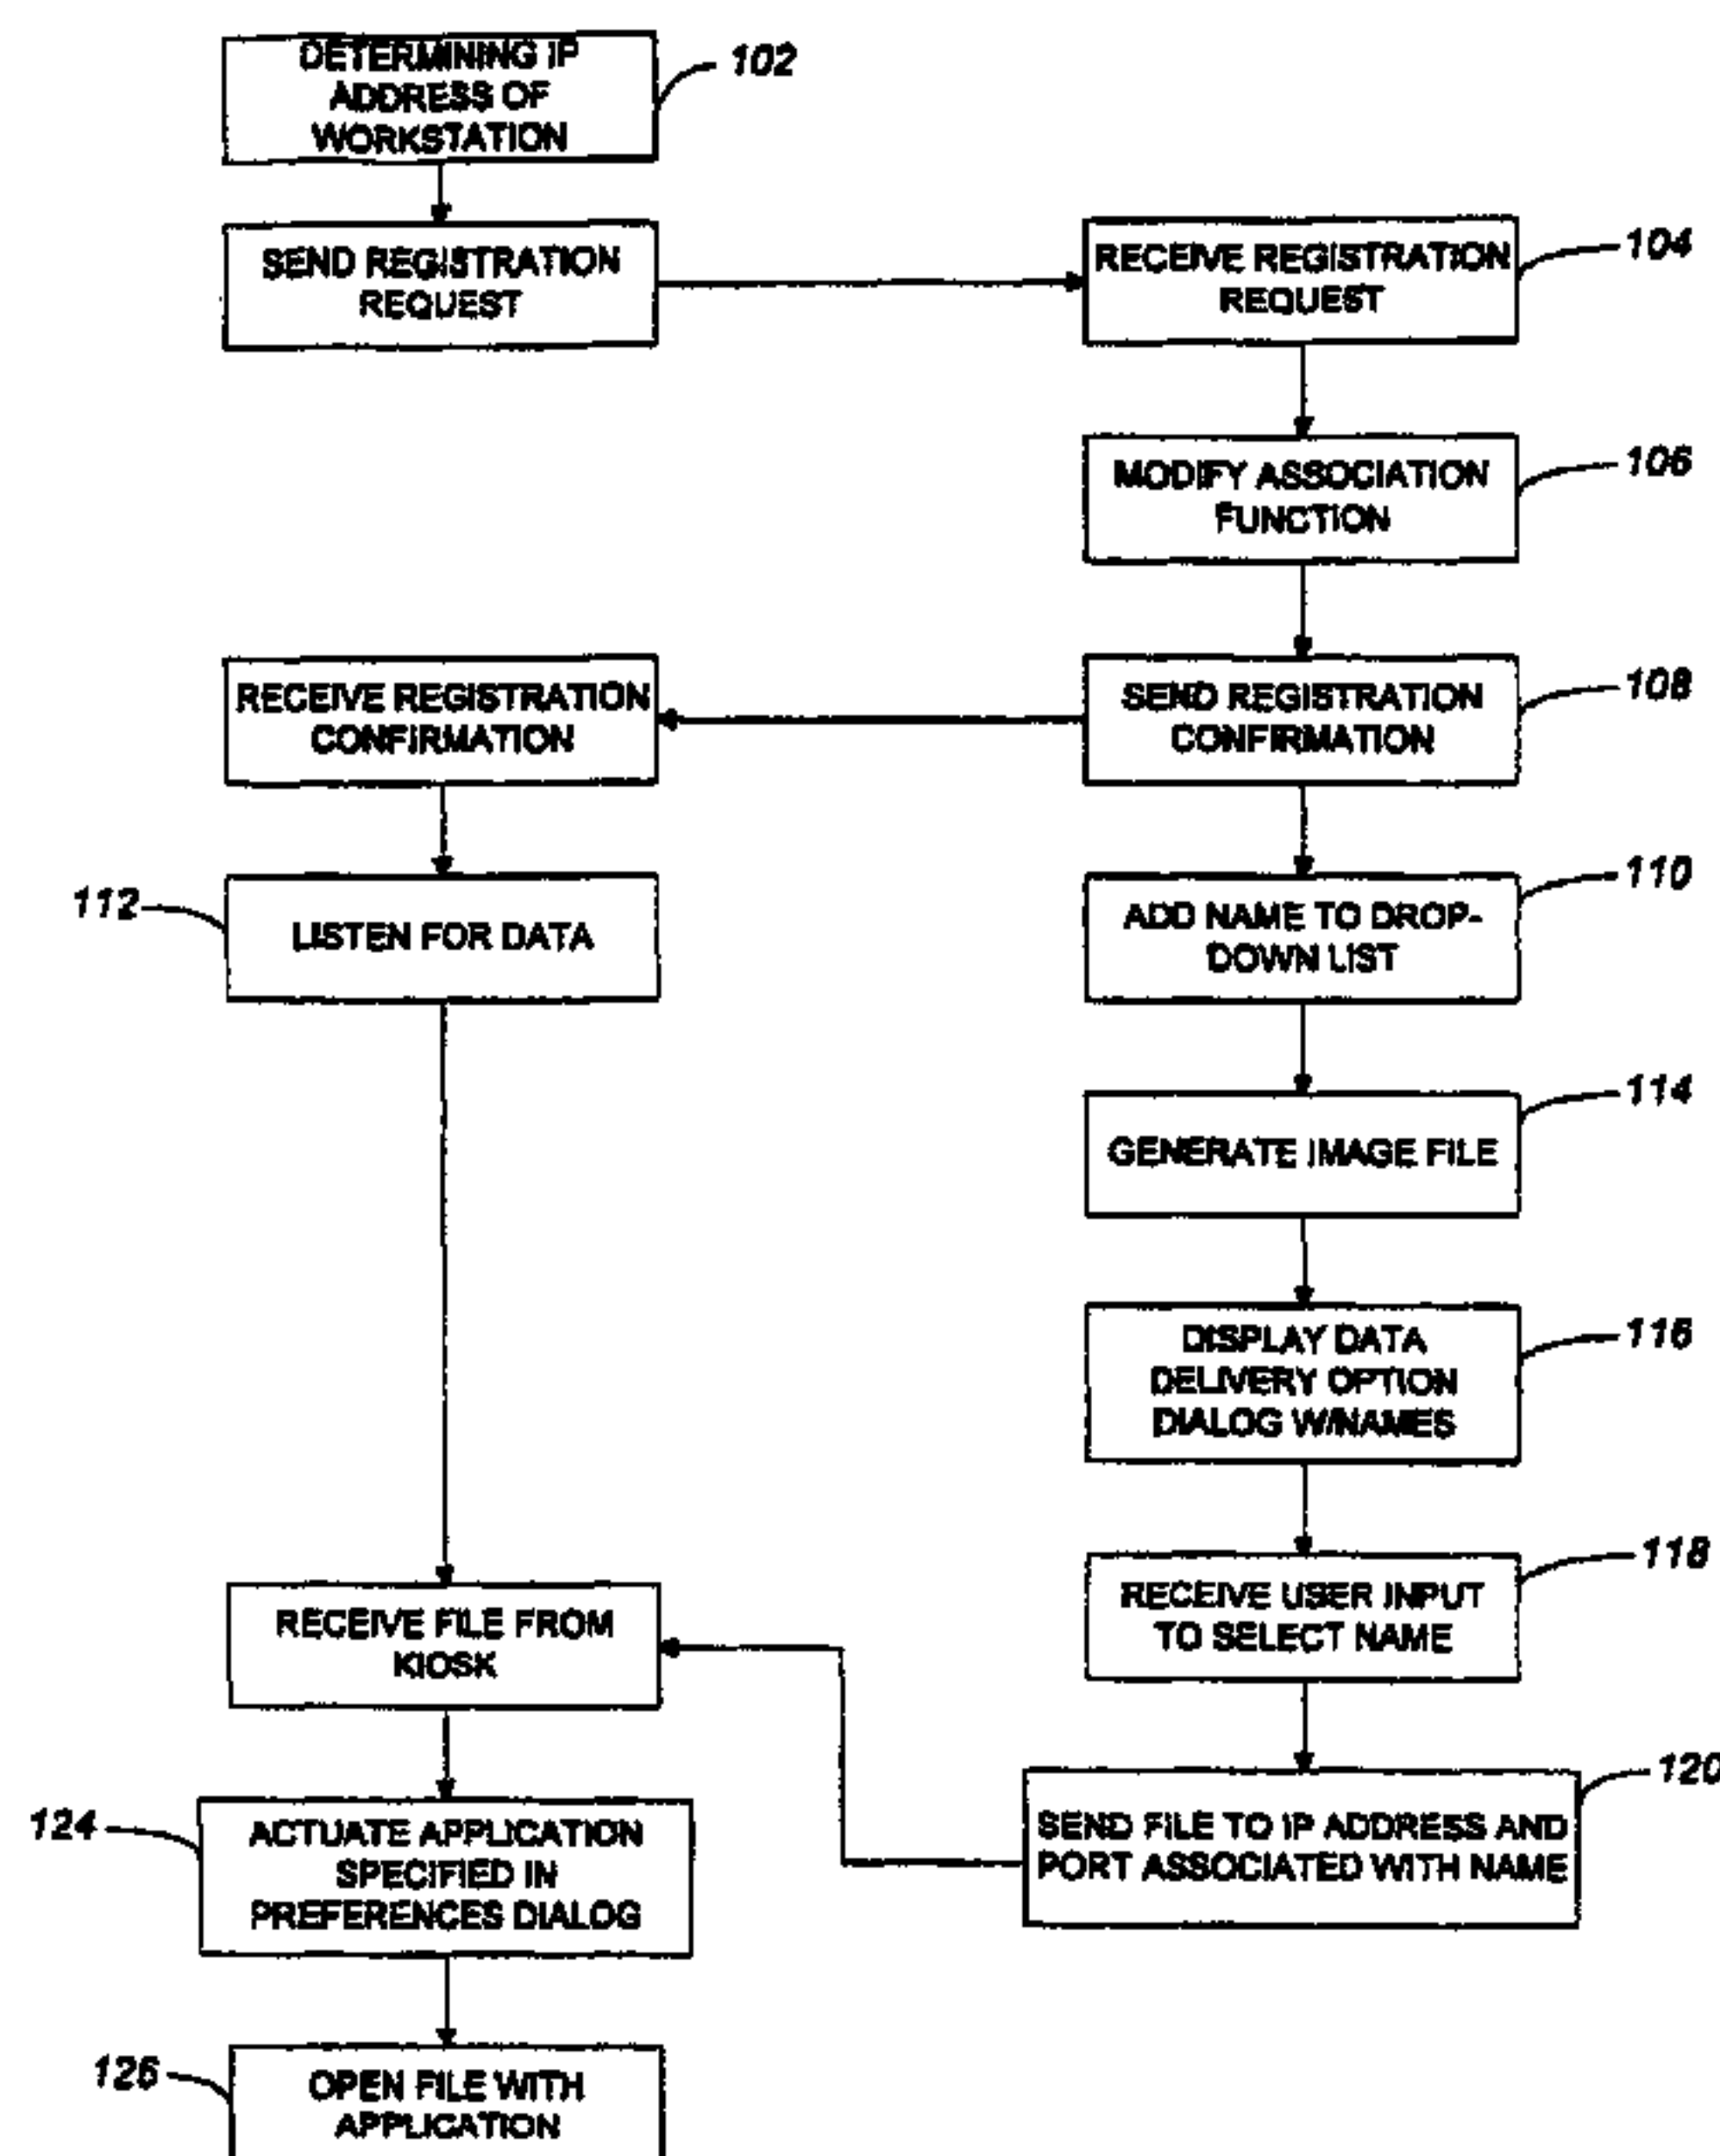 DETERMINING IP
ADDRESS OF
WORKSTATION
102
SEND REGISTRATION
REQUEST
RECEIVE REGISTRATION
REQUEST
104
MODIFY ASSOCIATION
FUNCTION
106
RECEIVE REGISTRATION
CONFIRMATION
SEND REGISTRATION
CONFIRMATION
108
112
LISTEN FOR DATA
ADD NAME TO DROP-
DOWN LIST
110
GENERATE IMAGE FILE
114
DISPLAY DATA
DELIVERY OPTION
DIALOG W/NAMES
116
RECEIVE USER INPUT
TO SELECT NAME
118
RECEIVE FILE FROM
KIOSK
SEND FILE TO IP ADDRESS AND
PORT ASSOCIATED WITH NAME
120
124
ACTUATE APPLICATION
SPECIFIED IN
PREFERENCES DIALOG
126
OPEN FILE WITH
APPLICATION